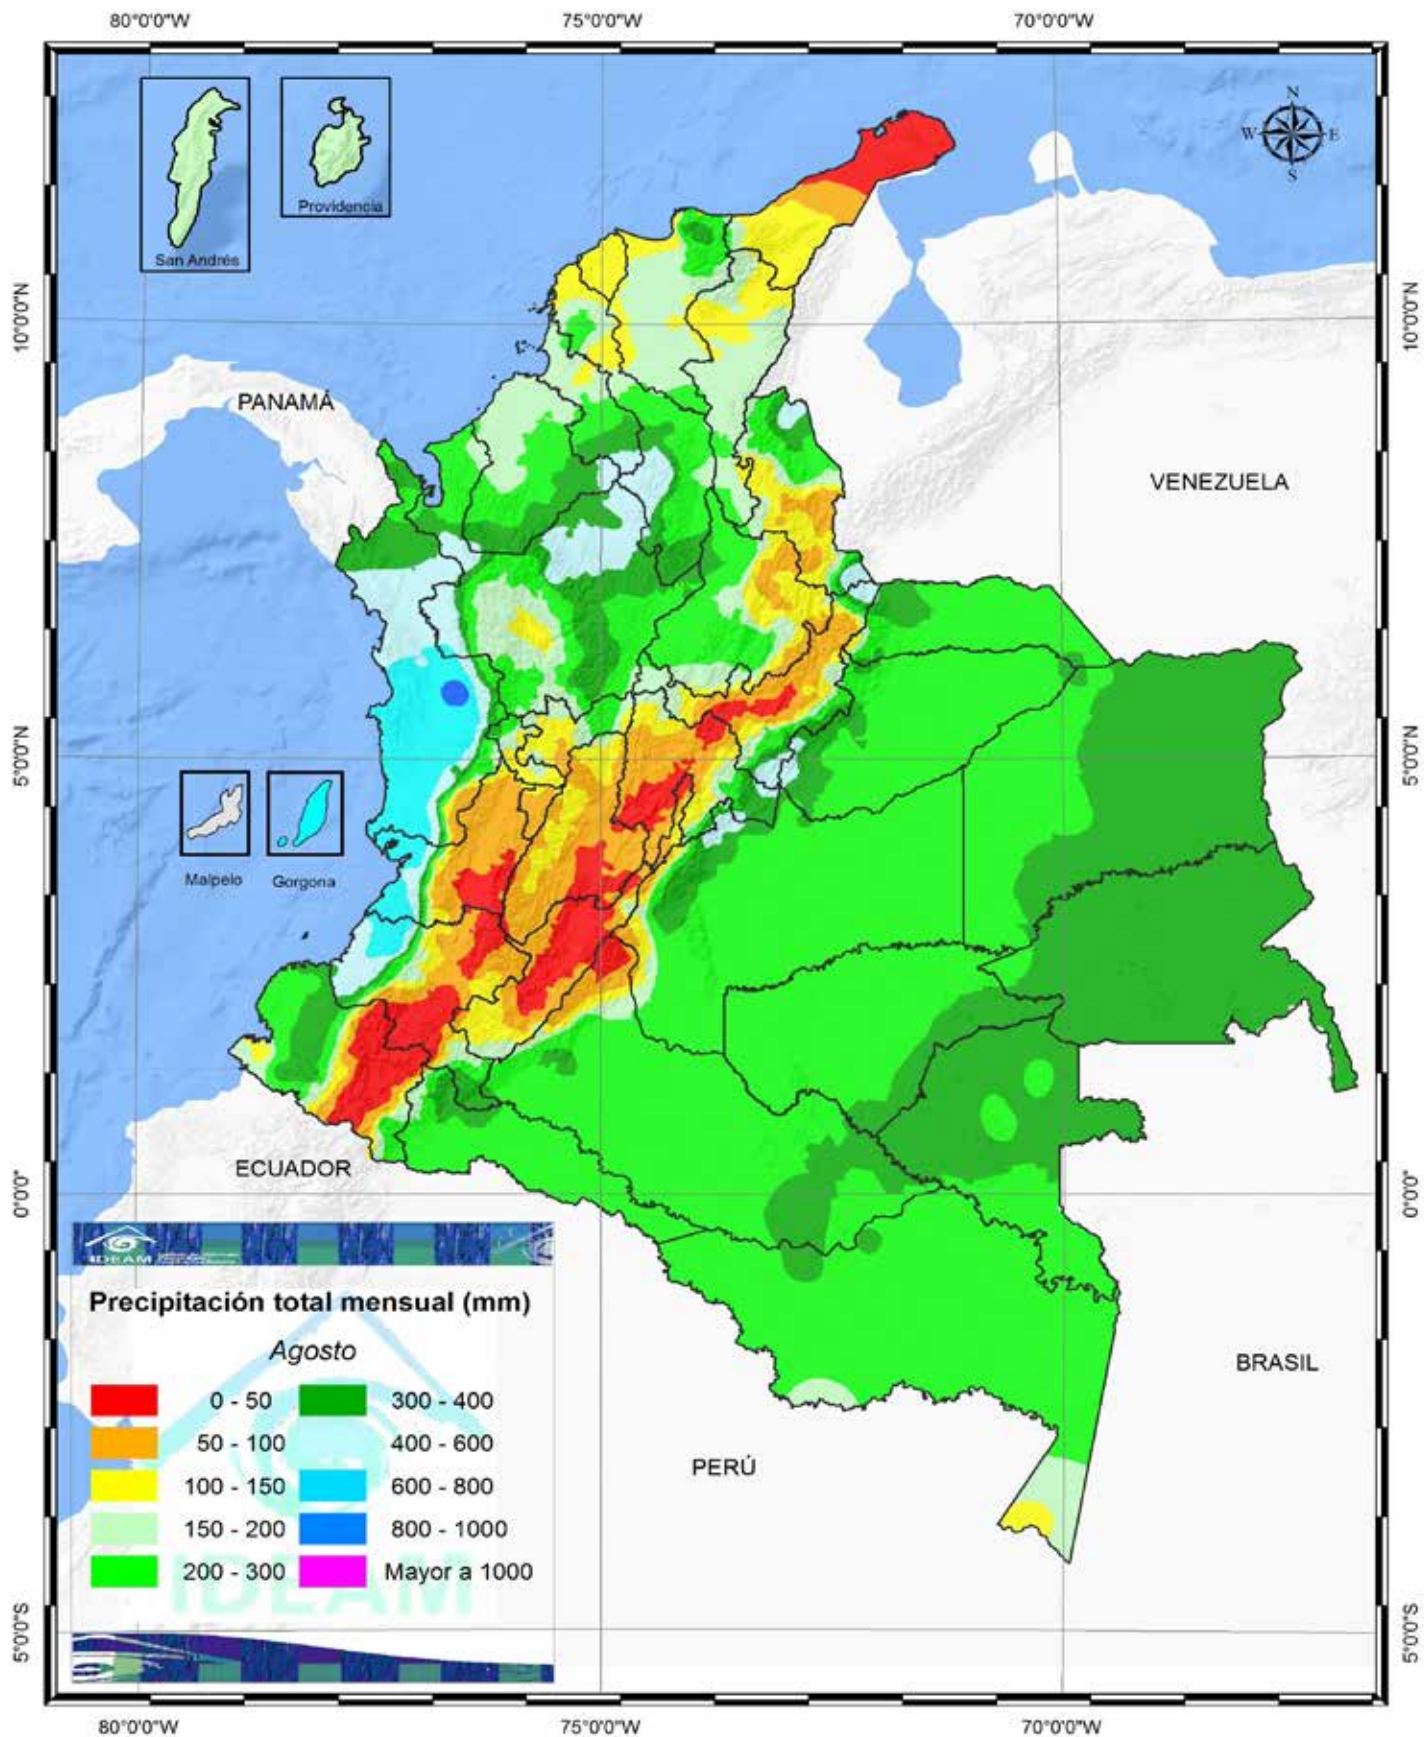 80°0'0"W 75°0'0"W 70°0'0"W
N
W E
S
San Andrés
Providencia
10°0'0"N
10°0'0"N
PANAMÁ
VENEZUELA
5°0'0"N
5°0'0"N
Malpelo
Gorgona
ECUADOR
0°0'0"
0°0'0"
IDEAM
Precipitación total mensual (mm)
Agosto
0 - 50
50 - 100
100 - 150
150 - 200
200 - 300
300 - 400
400 - 600
600 - 800
800 - 1000
Mayor a 1000
IDEAM
BRASIL
PERÚ
5°0'0"S
5°0'0"S
80°0'0"W 75°0'0"W 70°0'0"W